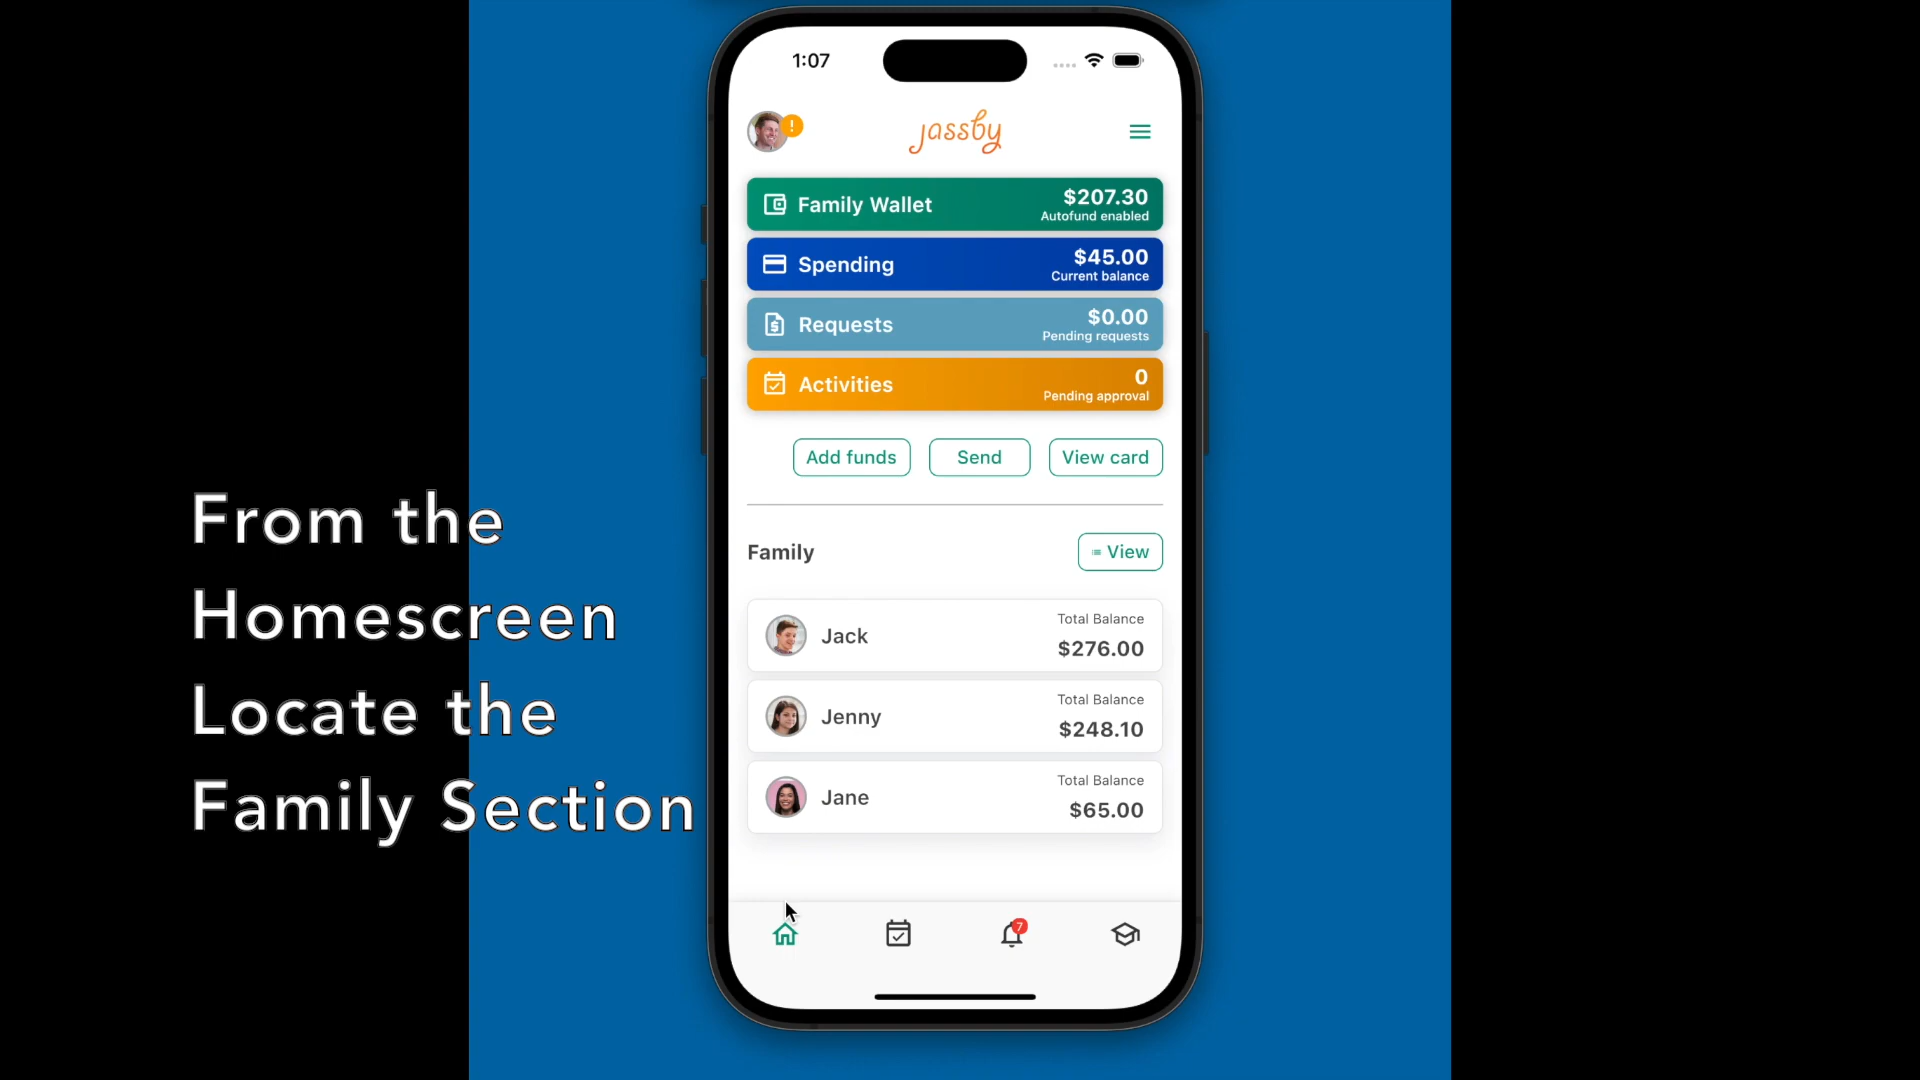 1:07
!
jassby
Family Wallet
$207.30
Autofund enabled
Spending
$45.00
Current balance
Requests
$0.00
Pending requests
Activities
0
Pending approval
Add funds
Send
View card
Family
View
Jack
Total Balance
$276.00
Jenny
Total Balance
$248.10
Jane
Total Balance
$65.00
7
From the
Homescreen
Locate the
Family Section